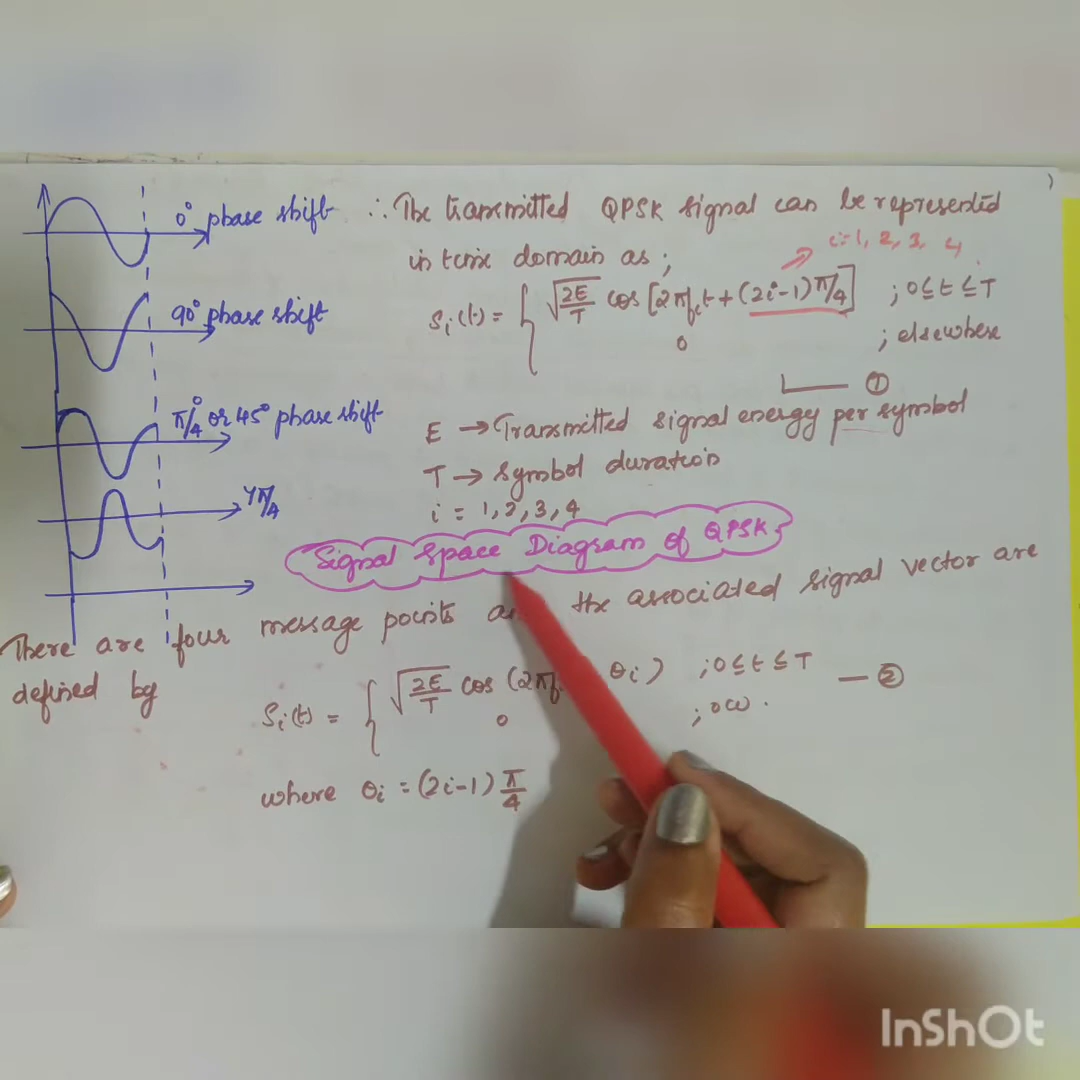 0° phase shift
90° phase shift
π/4° or 45° phase shift
∴ The transmitted QPSK signal can be represented
in time domain as ;
i=1, 2, 3, 4
Si(t) = { √(2E/T) cos [2πfct + (2i-1) π/4] ; 0 ≤ t ≤ T
0 ; elsewhere
①
E → Transmitted signal energy per symbol
T → symbol duration
i = 1, 2, 3, 4
Signal Space Diagram of QPSK
There are four message points the associated signal vector are
defined by
Si(t) = { √(2E/T) cos (2πf θi) ; 0 ≤ t ≤ T — ②
0 ; ow .
where θi = (2i-1) π/4
InShOt